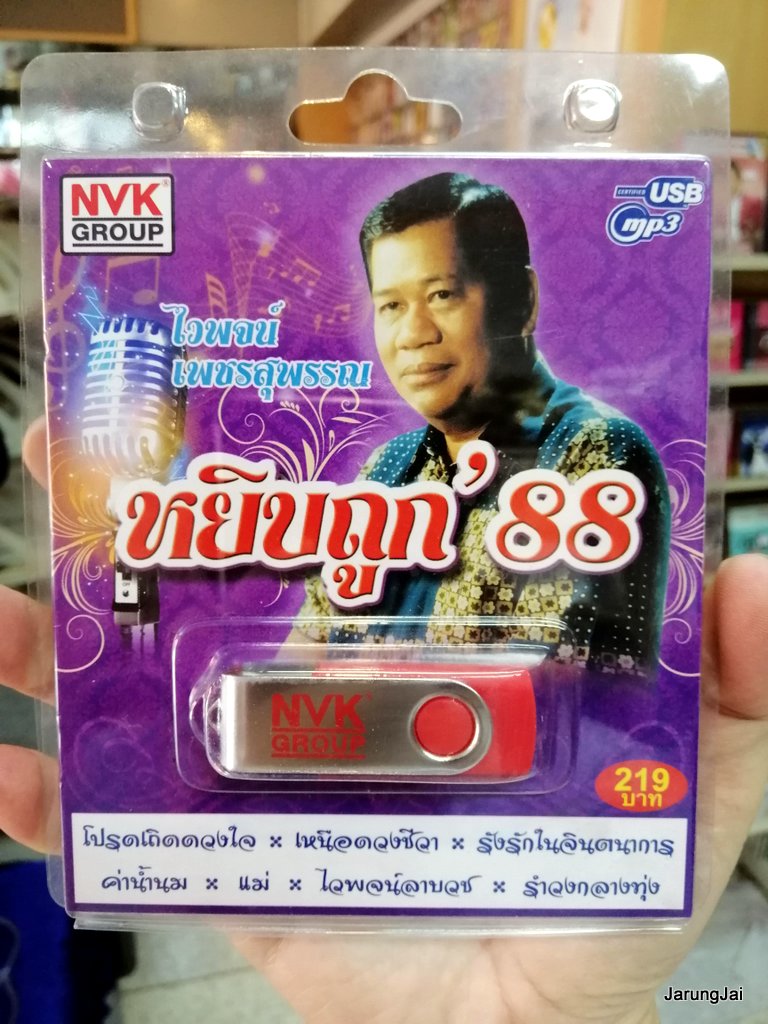 NVK®
GROUP
CERTIFIED USB
mp3
ไวพจน์
เพชรสุพรรณ
หยิบถูก'88
NVK®
GROUP
219
บาท
โปรดเถิดดวงใจ × เหนือดวงชีวา × รังรักในจินตนาการ
ค่าน้ำนม × แม่ × ไวพจน์ลาบวช × รำวงกลางทุ่ง
JarungJai